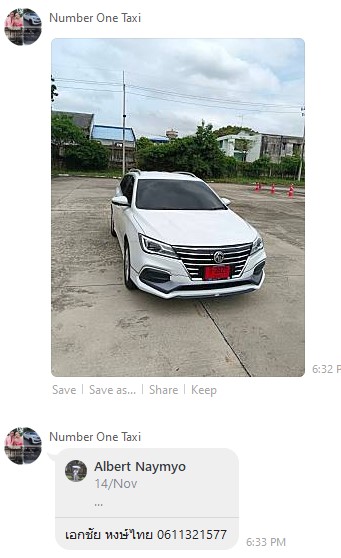 Number One Taxi
6:32 P
Save | Save as... | Share | Keep
Number One Taxi
Albert Naymyo
14/Nov
...
เอกชัย หงษ์ไทย 0611321577
6:33 PM